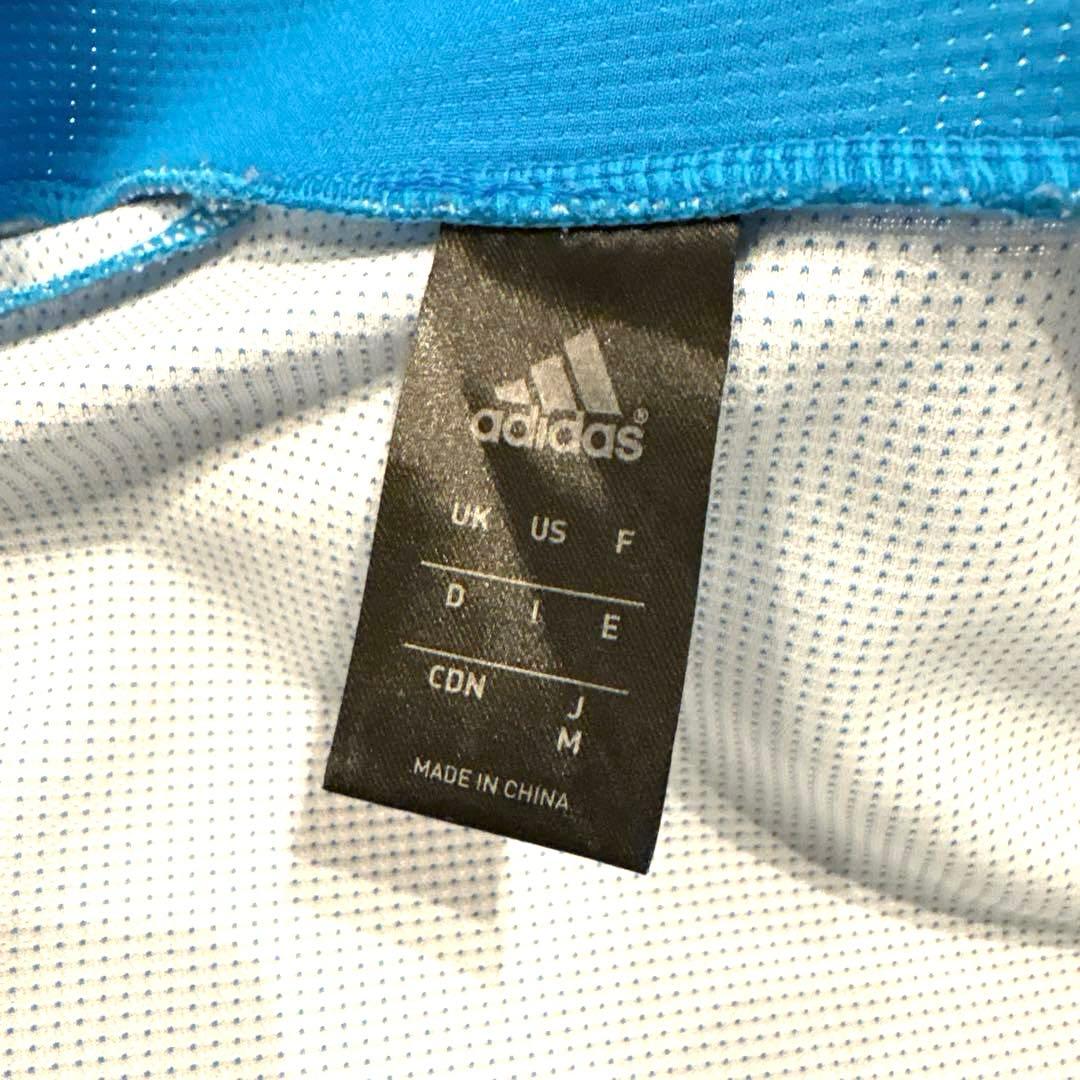 adidas®
UK US F
D I E
CDN J
M
MADE IN CHINA